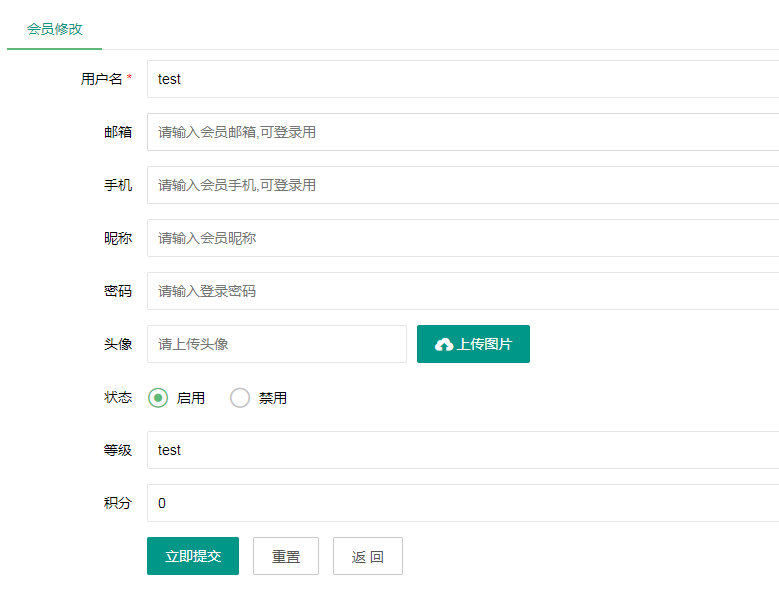 会员修改
用户名 * test
邮箱 请输入会员邮箱,可登录用
手机 请输入会员手机,可登录用
昵称 请输入会员昵称
密码 请输入登录密码
头像 请上传头像 上传图片
状态 启用 禁用
等级 test
积分 0
立即提交 重置 返 回